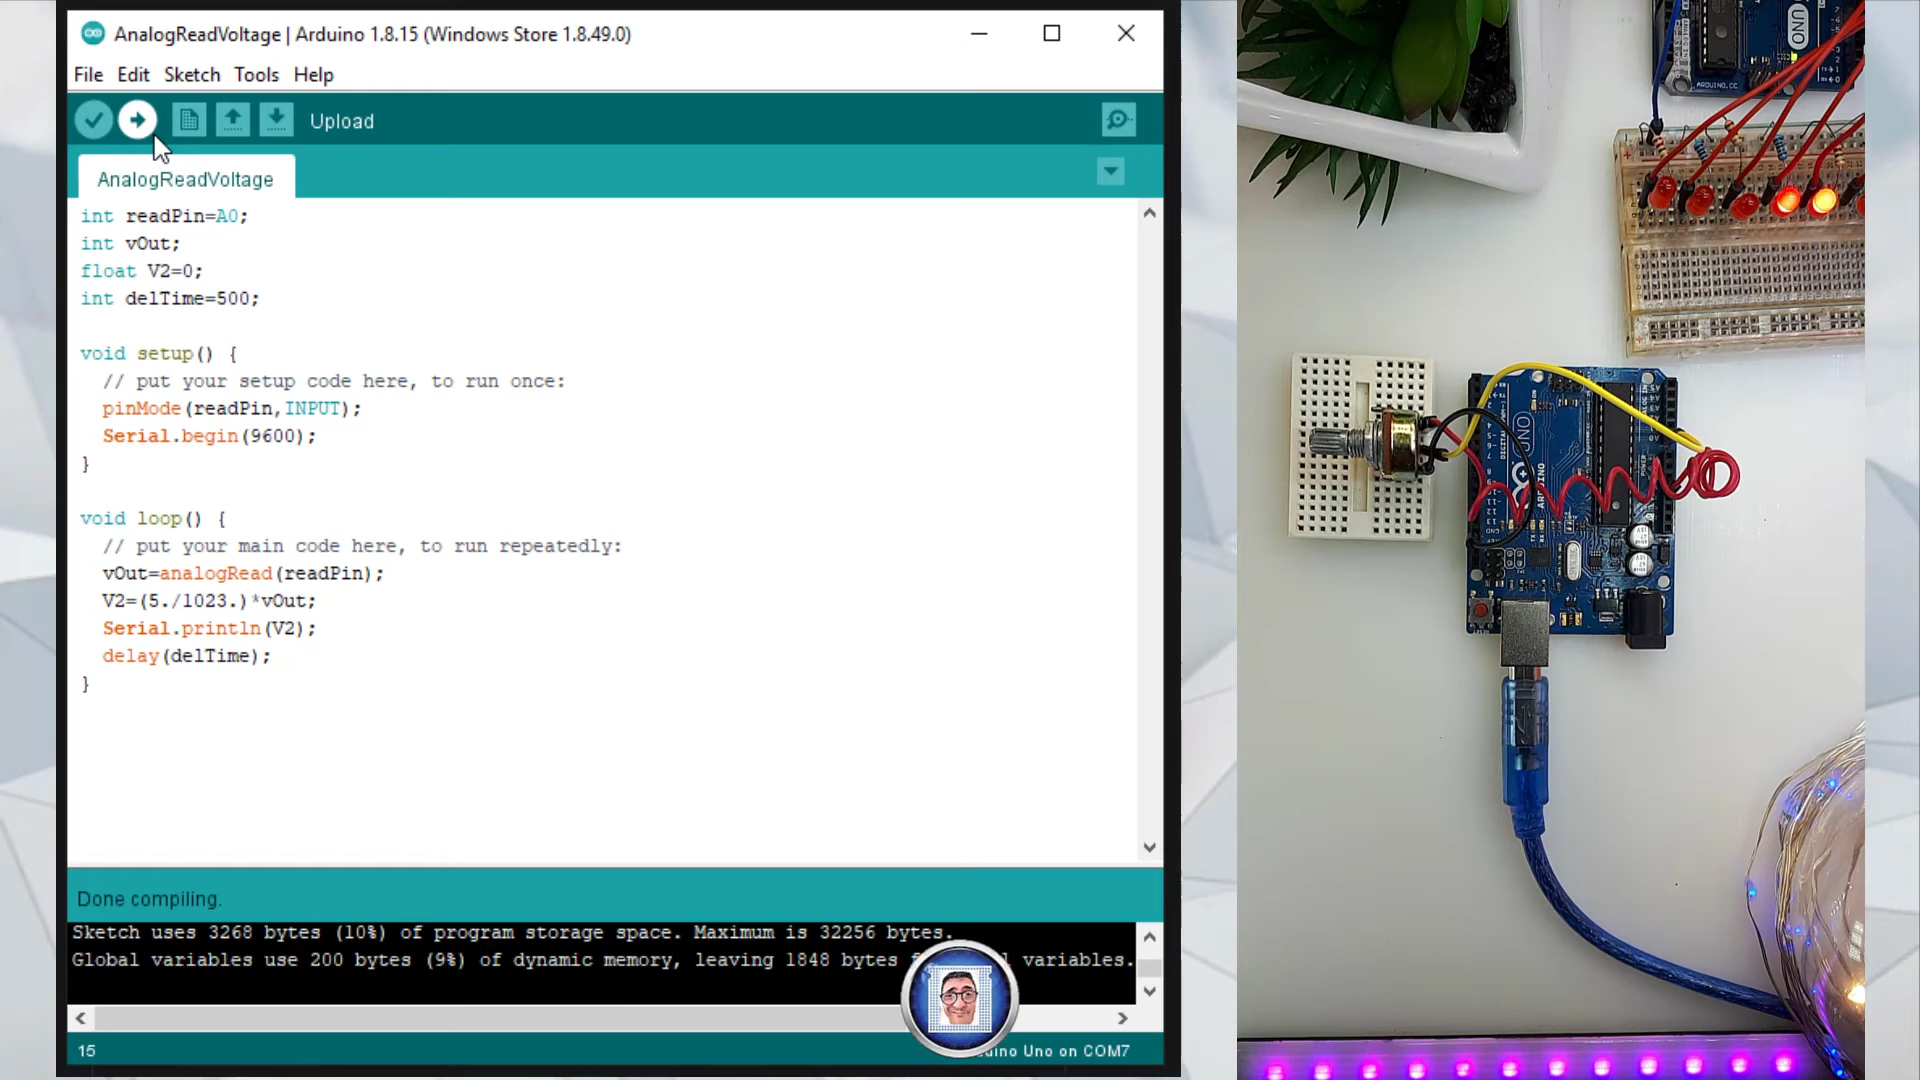 AnalogReadVoltage | Arduino 1.8.15 (Windows Store 1.8.49.0)
File Edit Sketch Tools Help
Upload
AnalogReadVoltage
int readPin=A0;
int vOut;
float V2=0;
int delTime=500;
void setup() {
// put your setup code here, to run once:
pinMode(readPin,INPUT);
Serial.begin(9600);
}
void loop() {
// put your main code here, to run repeatedly:
vOut=analogRead(readPin);
V2=(5./1023.)*vOut;
Serial.println(V2);
delay(delTime);
}
Done compiling.
Sketch uses 3268 bytes (10%) of program storage space. Maximum is 32256 bytes.
Global variables use 200 bytes (9%) of dynamic memory, leaving 1848 bytes variables.
15
Uno on COM7
UNO
ARDUINO.CC
UNO
ARDUINO